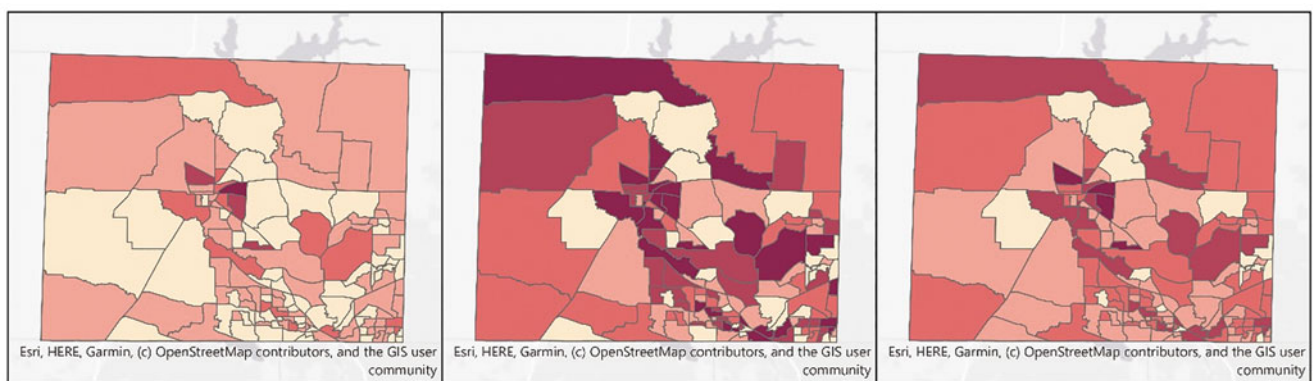 Esri, HERE, Garmin, (c) OpenStreetMap contributors, and the GIS user
community
Esri, HERE, Garmin, (c) OpenStreetMap contributors, and the GIS user
community
Esri, HERE, Garmin, (c) OpenStreetMap contributors, and the GIS user
community